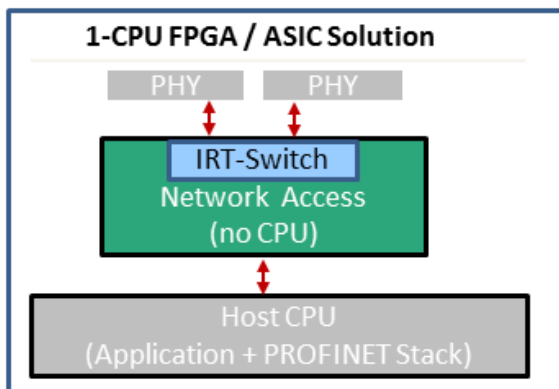 1-CPU FPGA / ASIC Solution
PHY PHY
IRT-Switch
Network Access
(no CPU)
Host CPU
(Application + PROFINET Stack)